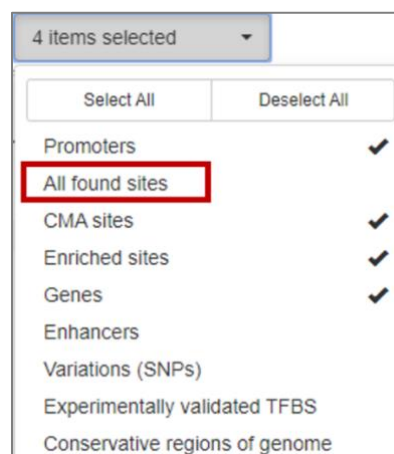 4 items selected
Select All Deselect All
Promoters
All found sites
CMA sites
Enriched sites
Genes
Enhancers
Variations (SNPs)
Experimentally validated TFBS
Conservative regions of genome